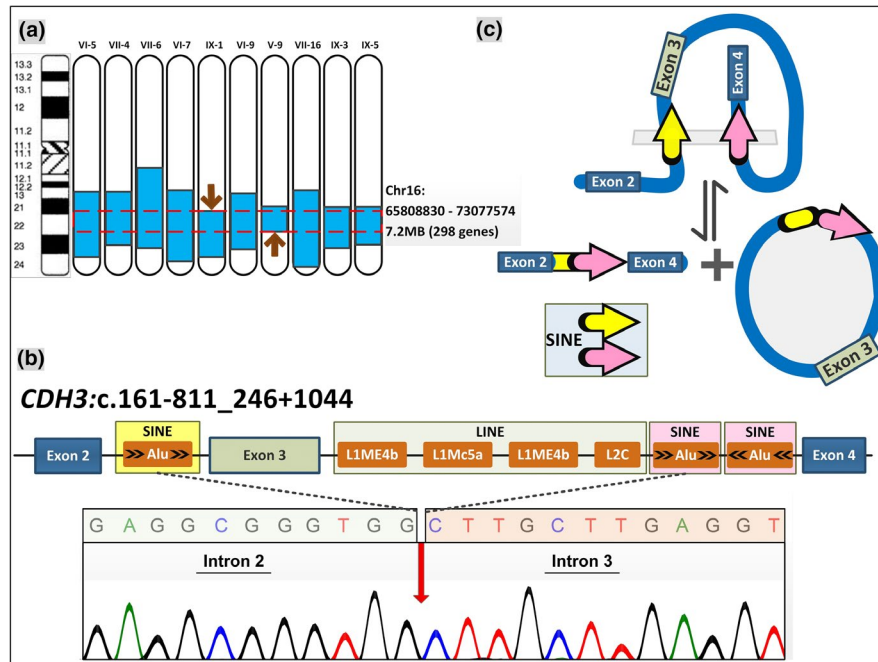 (a)
VI-5 VII-4 VII-6 VI-7 IX-1 VI-9 V-9 VII-16 IX-3 IX-5
13.3
13.2
13.1
12
11.2
11.1
11.1
11.2
12.1
12.2
13
21
22
23
24
Chr16:
65808830 - 73077574
7.2MB (298 genes)
(c)
Exon 3
Exon 4
Exon 2
Exon 2
Exon 4
+
Exon 3
SINE
(b)
CDH3:c.161-811_246+1044
SINE
LINE
SINE
SINE
Exon 2
>> Alu >>
Exon 3
L1ME4b
L1Mc5a
L1ME4b
L2C
>> Alu >>
<< Alu <<
Exon 4
G A G G C G G G T G G C T T G C T T G A G G T
Intron 2
Intron 3